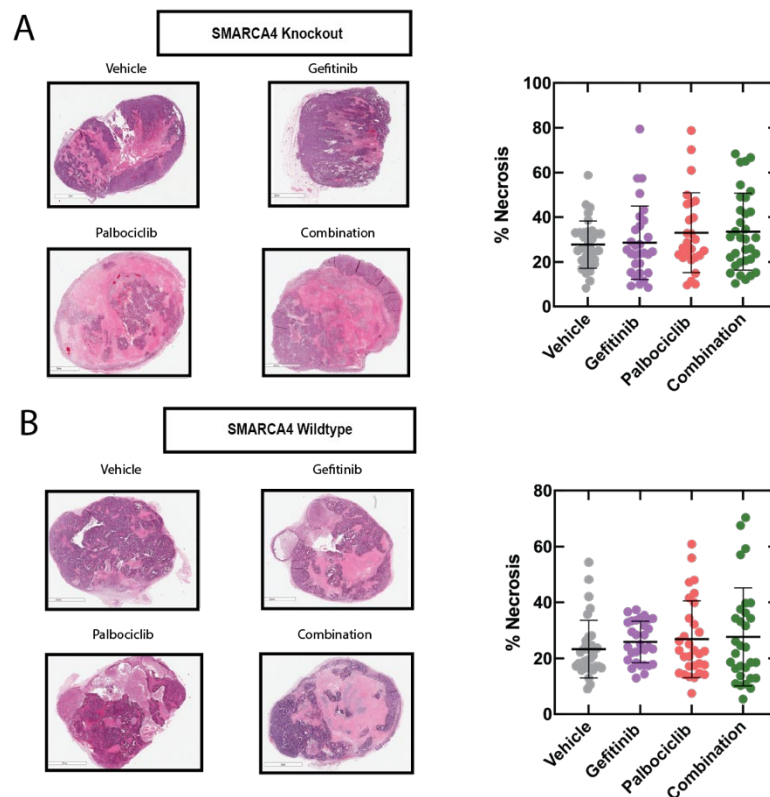 A
SMARCA4 Knockout
Vehicle
Gefitinib
Palbociclib
Combination
% Necrosis
100
80
60
40
20
0
Vehicle
Gefitinib
Palbociclib
Combination
B
SMARCA4 Wildtype
Vehicle
Gefitinib
Palbociclib
Combination
% Necrosis
80
60
40
20
0
Vehicle
Gefitinib
Palbociclib
Combination